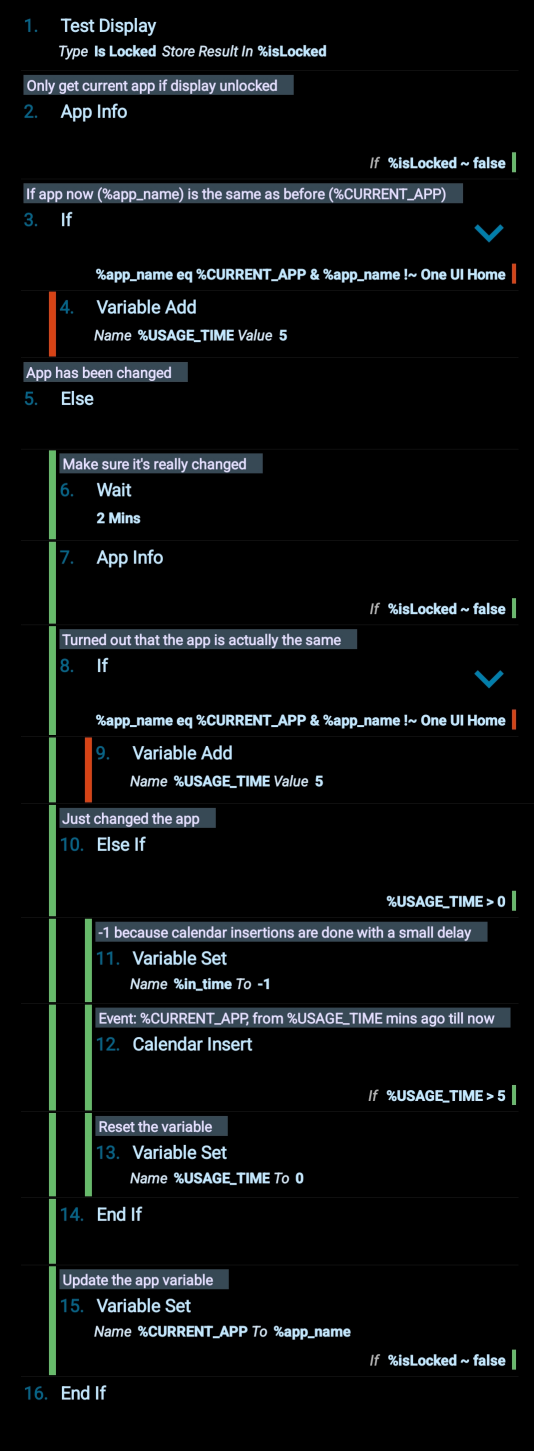 1. Test Display
Type Is Locked Store Result In %isLocked
Only get current app if display unlocked
2. App Info
If %isLocked ~ false
If app now (%app_name) is the same as before (%CURRENT_APP)
3. If
%app_name eq %CURRENT_APP & %app_name !~ One UI Home
4. Variable Add
Name %USAGE_TIME Value 5
App has been changed
5. Else
Make sure it's really changed
6. Wait
2 Mins
7. App Info
If %isLocked ~ false
Turned out that the app is actually the same
8. If
%app_name eq %CURRENT_APP & %app_name !~ One UI Home
9. Variable Add
Name %USAGE_TIME Value 5
Just changed the app
10. Else If
%USAGE_TIME > 0
-1 because calendar insertions are done with a small delay
11. Variable Set
Name %in_time To -1
Event: %CURRENT_APP, from %USAGE_TIME mins ago till now
12. Calendar Insert
If %USAGE_TIME > 5
Reset the variable
13. Variable Set
Name %USAGE_TIME To 0
14. End If
Update the app variable
15. Variable Set
Name %CURRENT_APP To %app_name
If %isLocked ~ false
16. End If